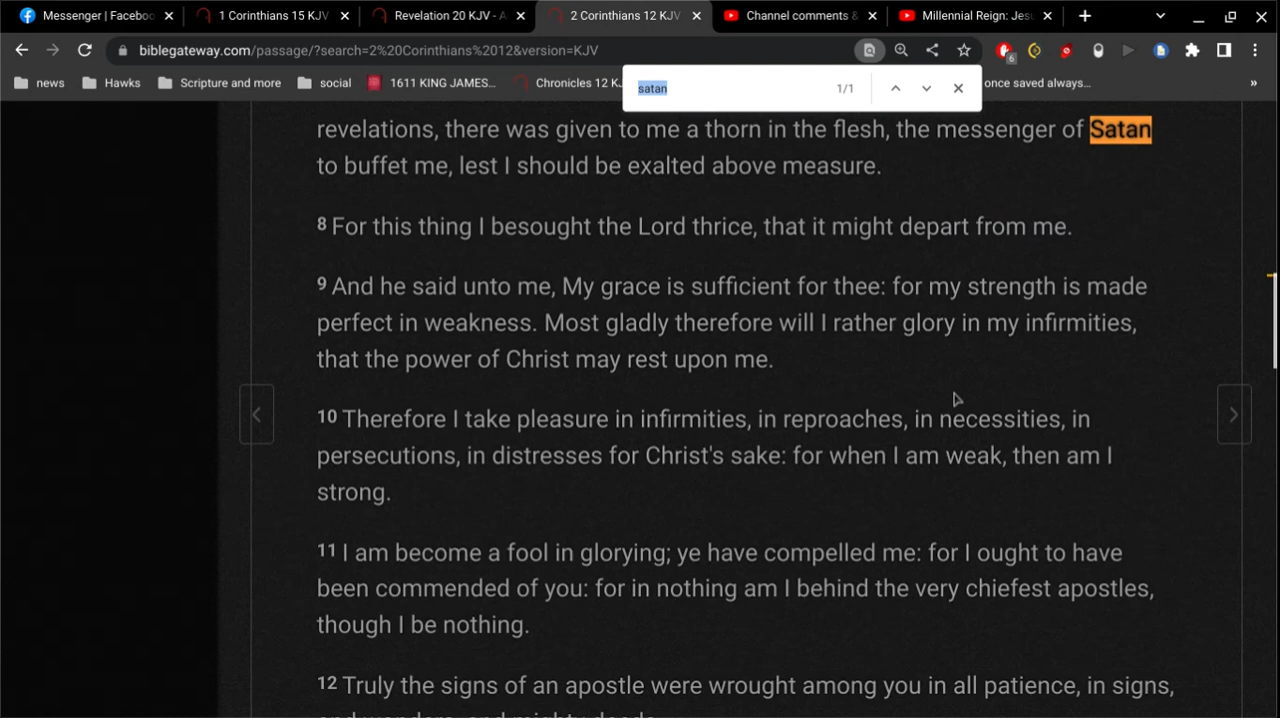 Messenger | Faceboo
1 Corinthians 15 KJV
Revelation 20 KJV - A
2 Corinthians 12 KJV
Channel comments &
Millennial Reign: Jesu
biblegateway.com/passage/?search=2%20Corinthians%2012&version=KJV
6
news
Hawks
Scripture and more
social
1611 KING JAMES...
Chronicles 12 KJ
once saved always...
»
satan
1/1
revelations, there was given to me a thorn in the flesh, the messenger of Satan
to buffet me, lest I should be exalted above measure.
8 For this thing I besought the Lord thrice, that it might depart from me.
9 And he said unto me, My grace is sufficient for thee: for my strength is made
perfect in weakness. Most gladly therefore will I rather glory in my infirmities,
that the power of Christ may rest upon me.
10 Therefore I take pleasure in infirmities, in reproaches, in necessities, in
persecutions, in distresses for Christ's sake: for when I am weak, then am I
strong.
11 I am become a fool in glorying; ye have compelled me: for I ought to have
been commended of you: for in nothing am I behind the very chiefest apostles,
though I be nothing.
12 Truly the signs of an apostle were wrought among you in all patience, in signs,
and wonders, and mighty deeds.